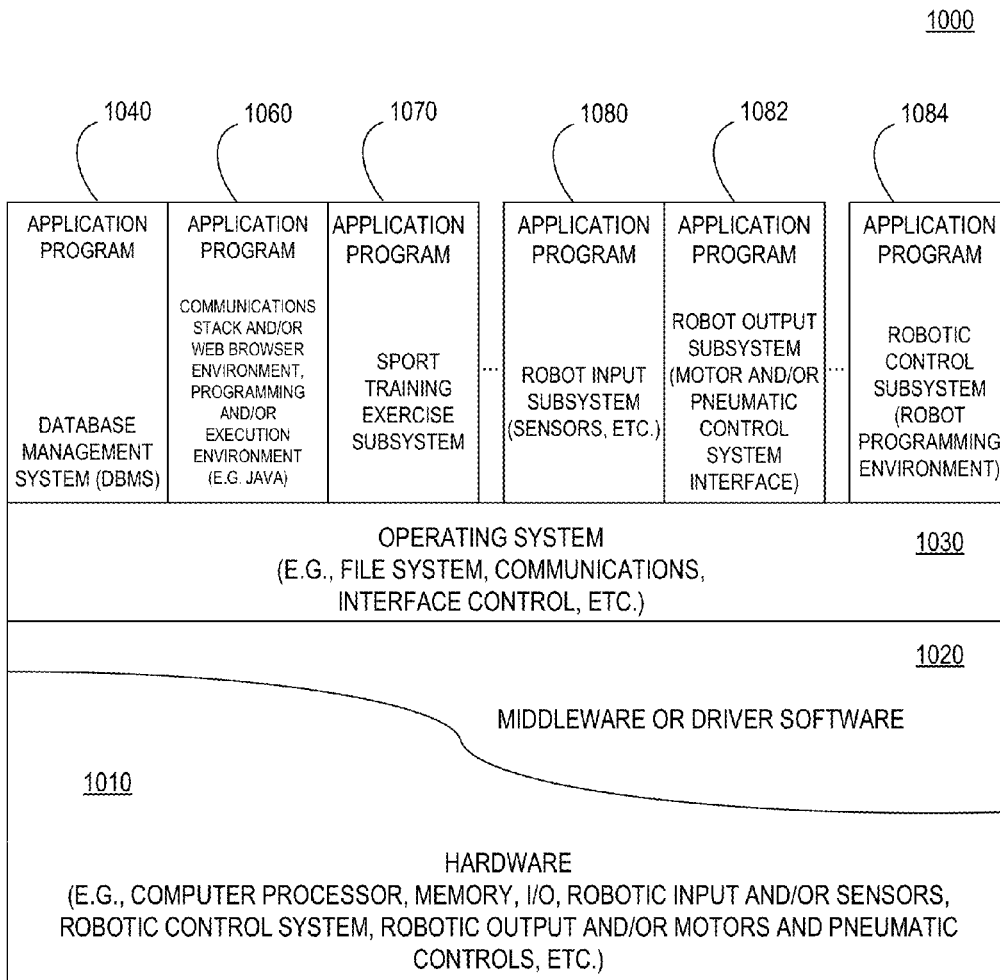 1000
1040
1060
1070
1080
1082
1084
APPLICATION
PROGRAM
DATABASE
MANAGEMENT
SYSTEM (DBMS)
APPLICATION
PROGRAM
COMMUNICATIONS
STACK AND/OR
WEB BROWSER
ENVIRONMENT,
PROGRAMMING
AND/OR
EXECUTION
ENVIRONMENT
(E.G. JAVA)
APPLICATION
PROGRAM
SPORT
TRAINING
EXERCISE
SUBSYSTEM
...
APPLICATION
PROGRAM
ROBOT INPUT
SUBSYSTEM
(SENSORS, ETC.)
APPLICATION
PROGRAM
ROBOT OUTPUT
SUBSYSTEM
(MOTOR AND/OR
PNEUMATIC
CONTROL
SYSTEM
INTERFACE)
...
APPLICATION
PROGRAM
ROBOTIC
CONTROL
SUBSYSTEM
(ROBOT
PROGRAMMING
ENVIRONMENT)
OPERATING SYSTEM
(E.G., FILE SYSTEM, COMMUNICATIONS,
INTERFACE CONTROL, ETC.)
1030
1020
MIDDLEWARE OR DRIVER SOFTWARE
1010
HARDWARE
(E.G., COMPUTER PROCESSOR, MEMORY, I/O, ROBOTIC INPUT AND/OR SENSORS,
ROBOTIC CONTROL SYSTEM, ROBOTIC OUTPUT AND/OR MOTORS AND PNEUMATIC
CONTROLS, ETC.)